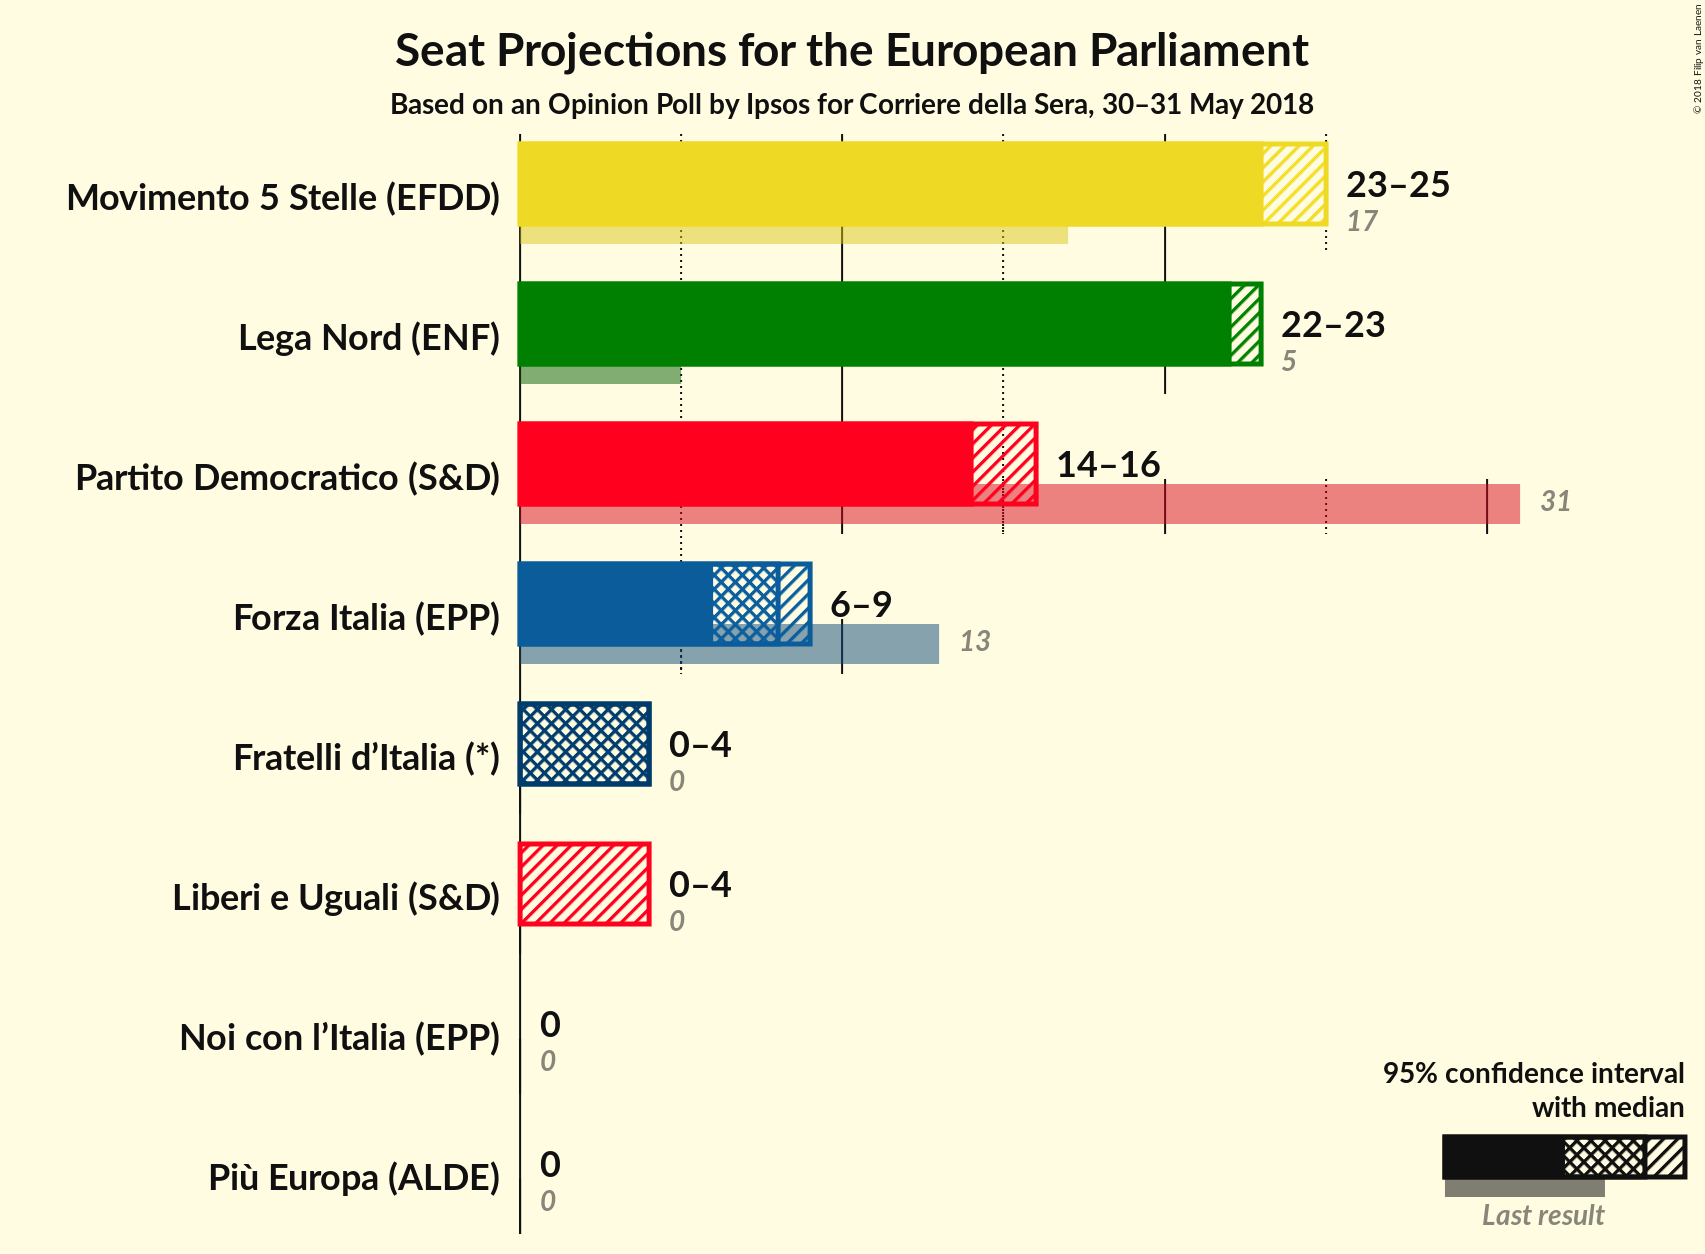 Seat Projections for the European Parliament
Based on an Opinion Poll by Ipsos for Corriere della Sera, 30–31 May 2018
© 2018 Filip van Laenen
Movimento 5 Stelle (EFDD)
23–25
17
Lega Nord (ENF)
22–23
5
Partito Democratico (S&D)
14–16
31
Forza Italia (EPP)
6–9
13
Fratelli d’Italia (*)
0–4
0
Liberi e Uguali (S&D)
0–4
0
Noi con l’Italia (EPP)
0
0
Più Europa (ALDE)
0
0
95% confidence interval
with median
Last result